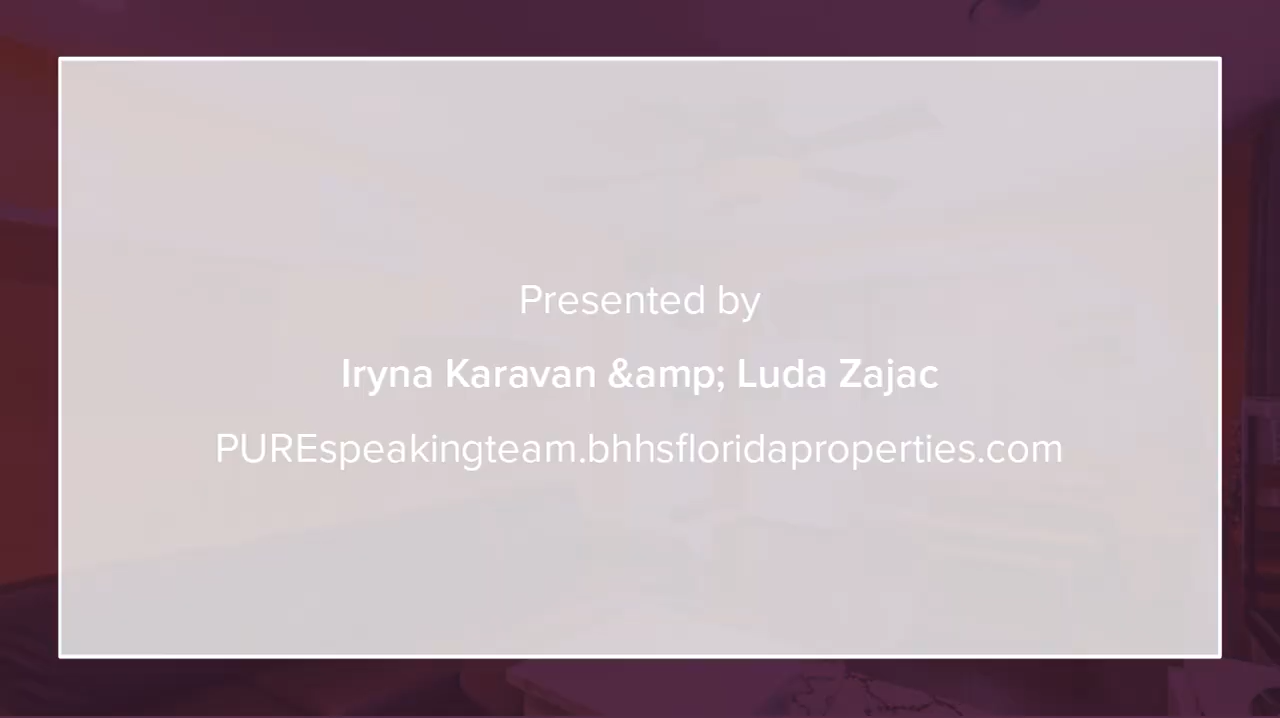 Presented by
Iryna Karavan &amp; Luda Zajac
PUREspeakingteam.bhhsfloridaproperties.com